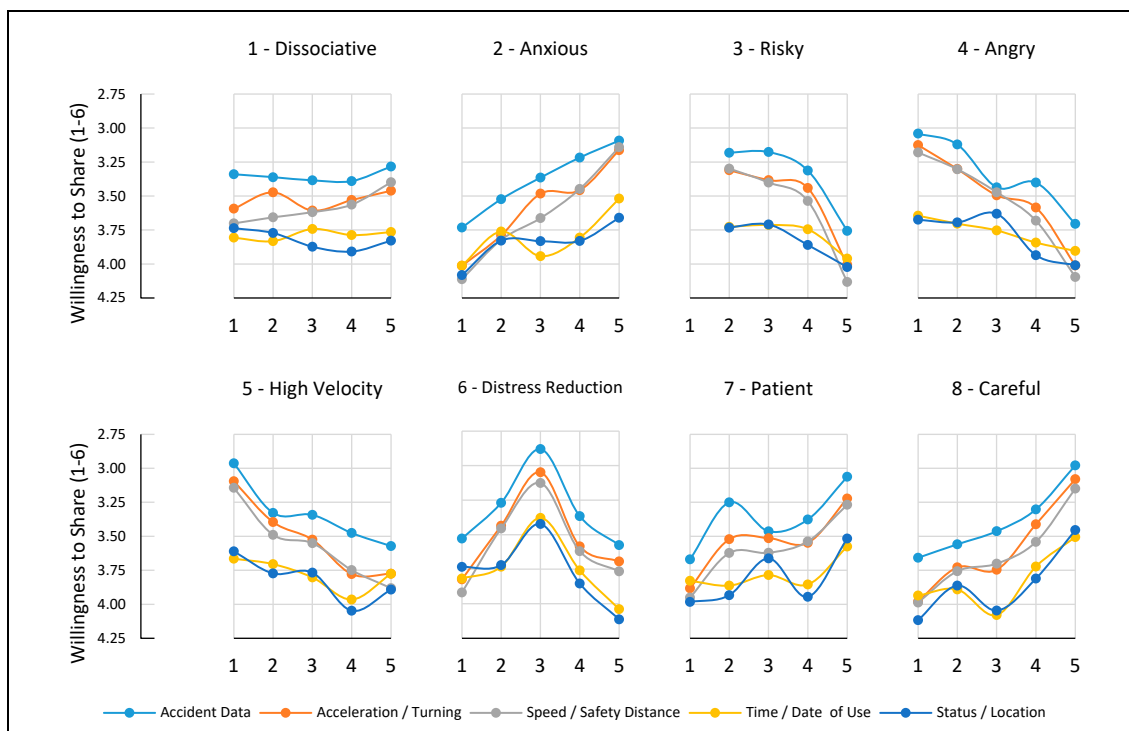 1 - Dissociative 2 - Anxious 3 - Risky 4 - Angry
Willingness to Share (1-6)
2.75
3.00
3.25
3.50
3.75
4.00
4.25
1 2 3 4 5 1 2 3 4 5 1 2 3 4 5 1 2 3 4 5
5 - High Velocity 6 - Distress Reduction 7 - Patient 8 - Careful
Willingness to Share (1-6)
2.75
3.00
3.25
3.50
3.75
4.00
4.25
1 2 3 4 5 1 2 3 4 5 1 2 3 4 5 1 2 3 4 5
Accident Data Acceleration / Turning Speed / Safety Distance Time / Date of Use Status / Location